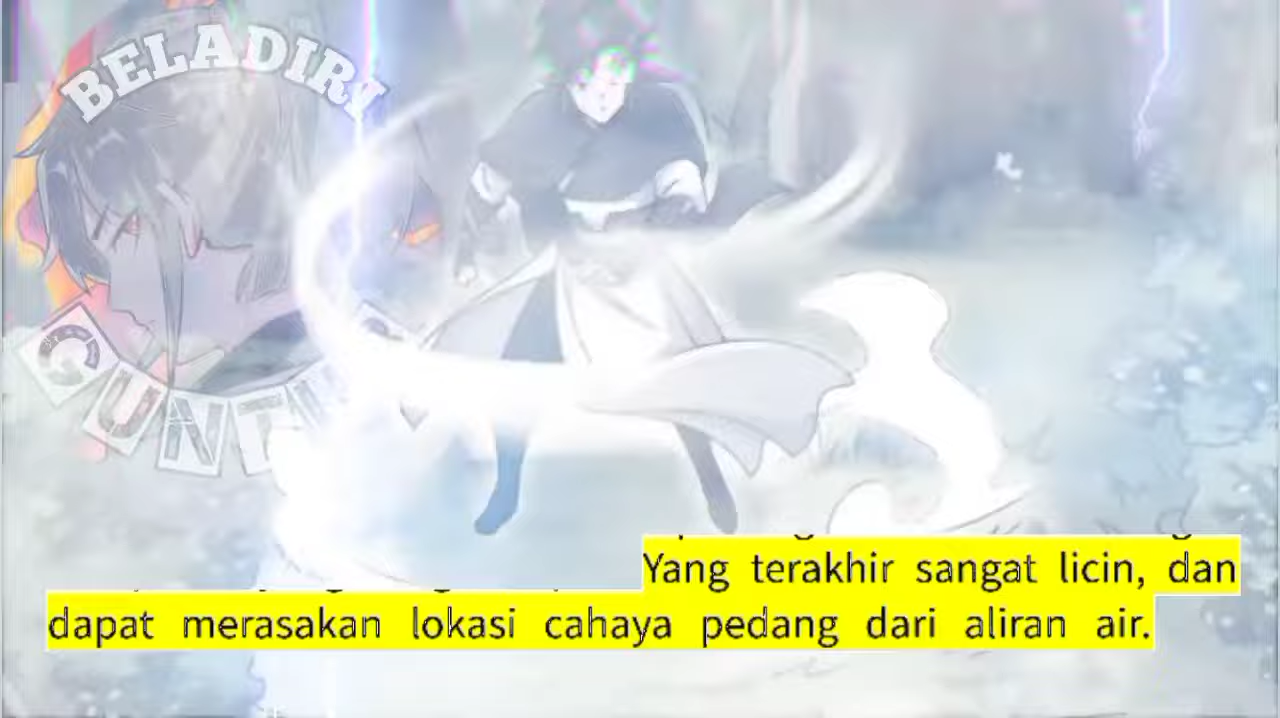 BELADIRI
Yang terakhir sangat licin, dan
dapat merasakan lokasi cahaya pedang dari aliran air.